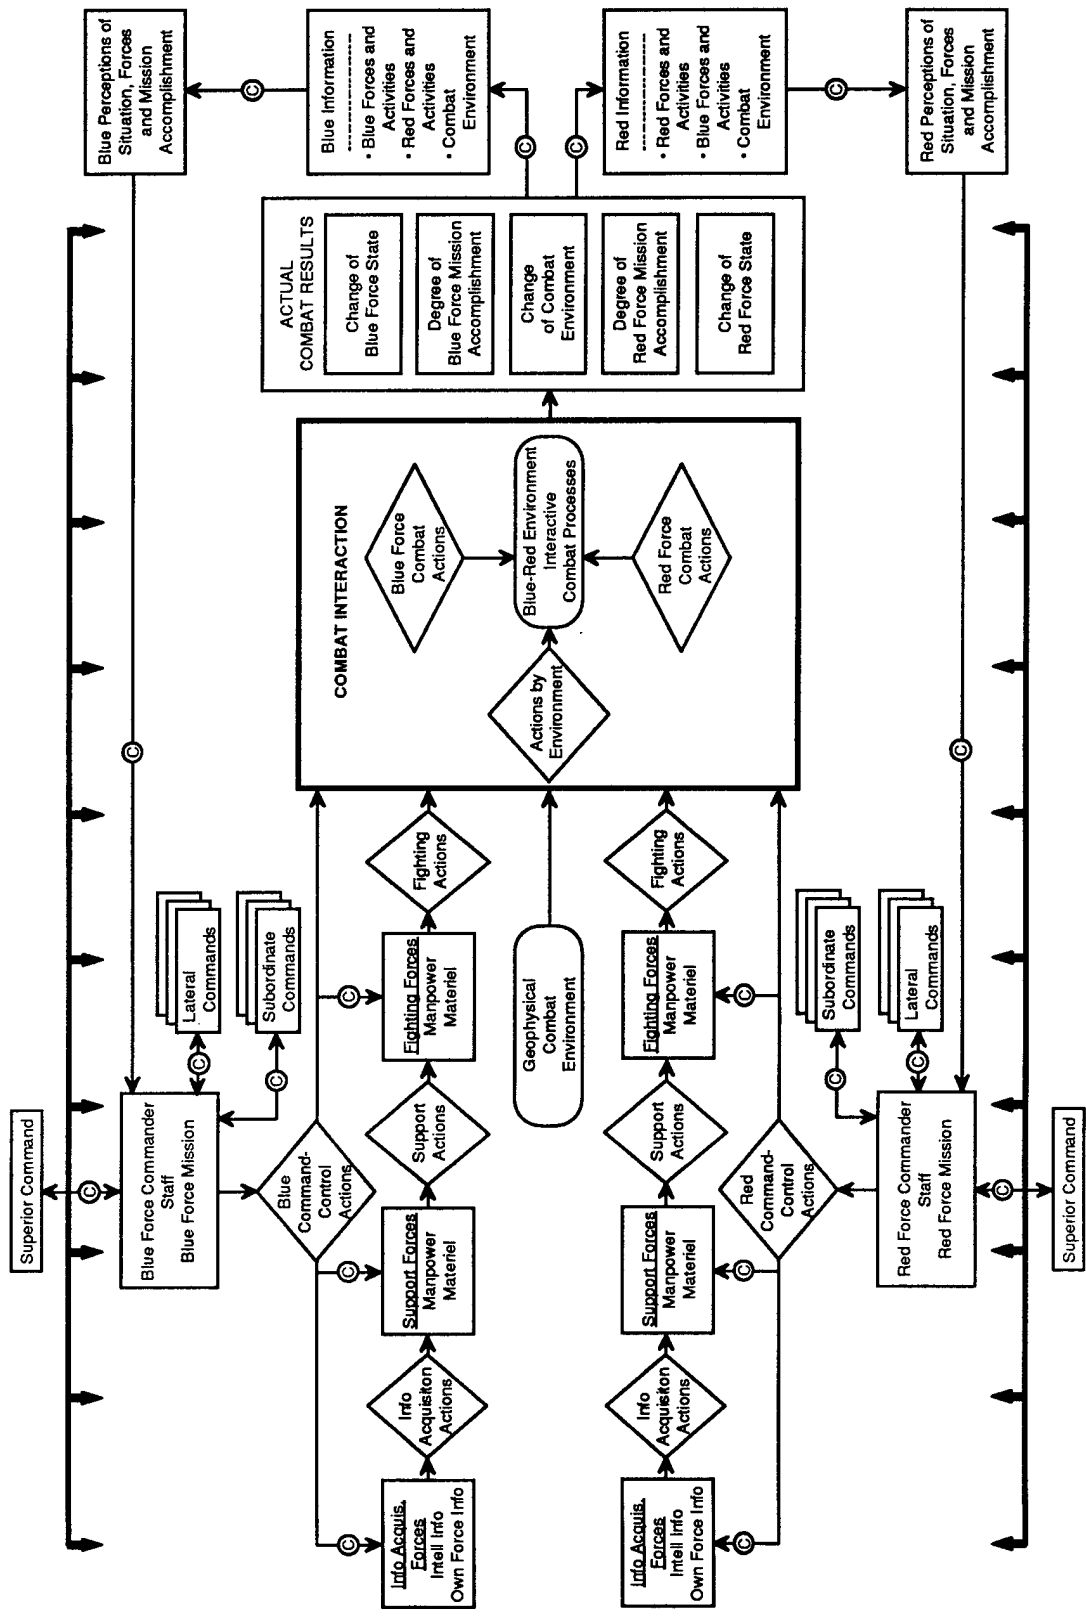 Superior Command
C
Blue Force Commander
Staff
Blue Force Mission
C
Lateral
Commands
C
Subordinate
Commands
C
Blue Perceptions of
Situation, Forces
and Mission
Accomplishment
C
Blue Information
• Blue Forces and
Activities
• Red Forces and
Activities
• Combat
Environment
C
Blue
Command-
Control
Actions
C
C
C
Info Acquis.
Forces
Intell Info
Own Force Info
Info
Acquisiton
Actions
Support Forces
Manpower
Materiel
Support
Actions
Fighting Forces
Manpower
Materiel
Fighting
Actions
Geophysical
Combat
Environment
COMBAT INTERACTION
Blue Force
Combat
Actions
Actions by
Environment
Blue-Red Environment
Interactive
Combat Processes
Red Force
Combat
Actions
ACTUAL
COMBAT RESULTS
Change of
Blue Force State
Degree of
Blue Force Mission
Accomplishment
Change
of Combat
Environment
Degree of
Red Force Mission
Accomplishment
Change of
Red Force State
C
Red Information
• Red Forces and
Activities
• Blue Forces and
Activities
• Combat
Environment
C
Red Perceptions of
Situation, Forces
and Mission
Accomplishment
C
Info Acquis.
Forces
Intell Info
Own Force Info
Info
Acquisiton
Actions
Support Forces
Manpower
Materiel
Support
Actions
Fighting Forces
Manpower
Materiel
Fighting
Actions
C
C
C
Red
Command-
Control
Actions
Subordinate
Commands
C
Lateral
Commands
C
Red Force Commander
Staff
Red Force Mission
C
Superior Command